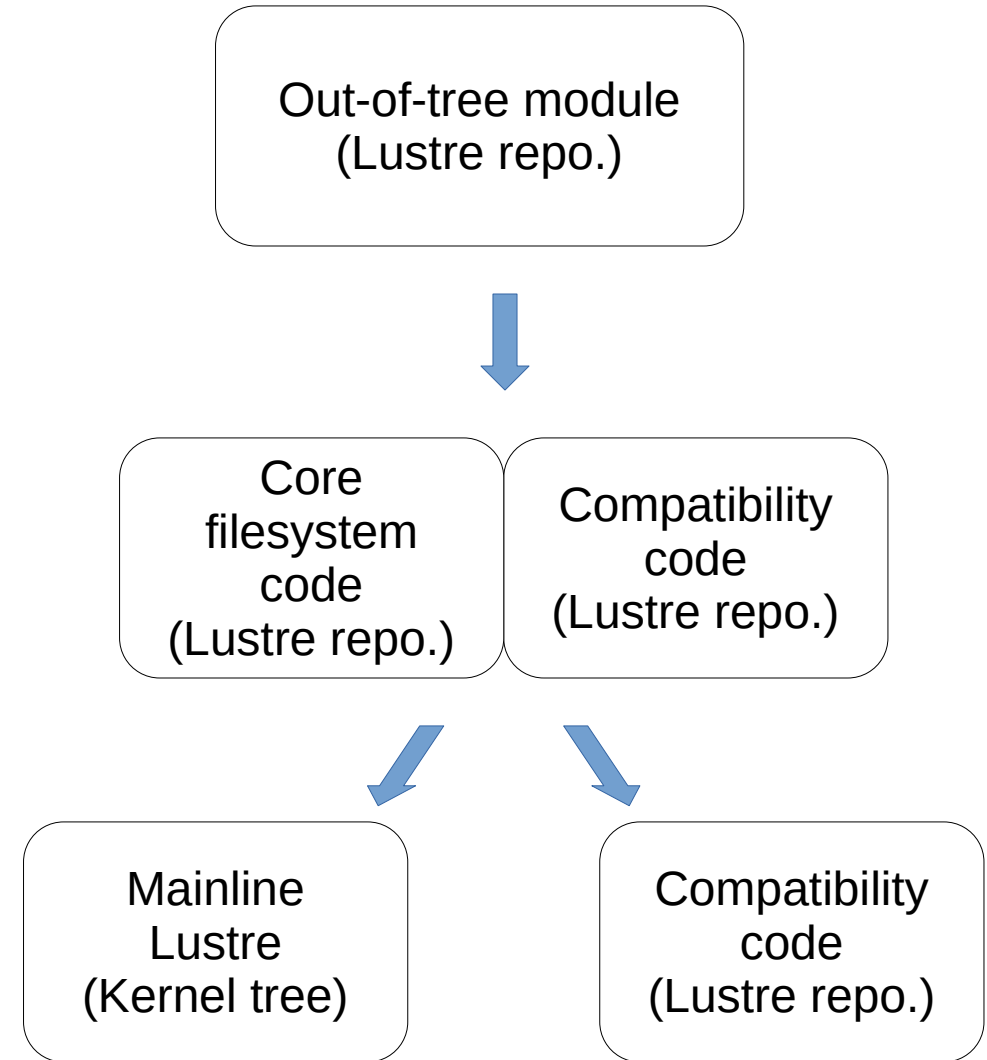 Out-of-tree module
(Lustre repo.)
Core
filesystem
code
(Lustre repo.)
Compatibility
code
(Lustre repo.)
Mainline
Lustre
(Kernel tree)
Compatibility
code
(Lustre repo.)